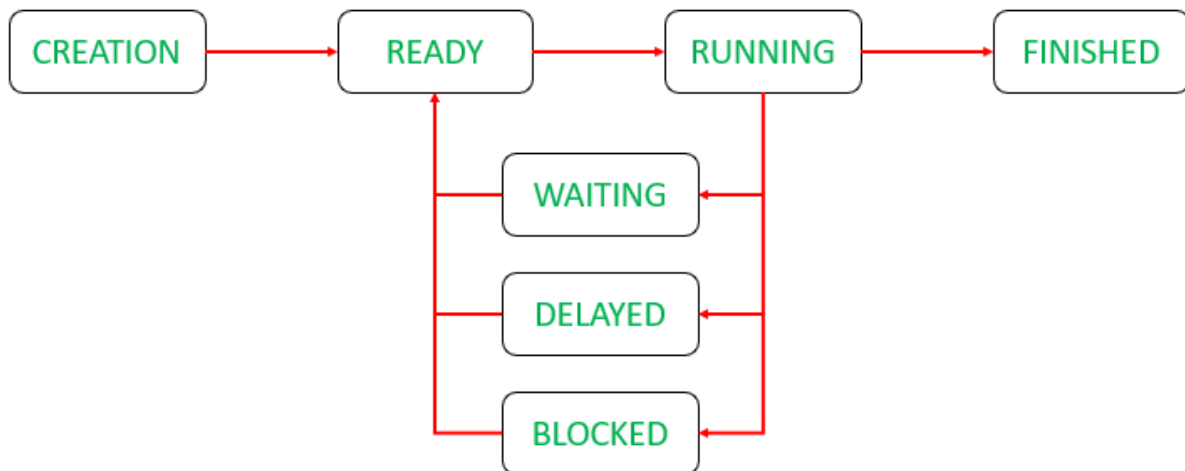 CREATION
READY
RUNNING
FINISHED
WAITING
DELAYED
BLOCKED